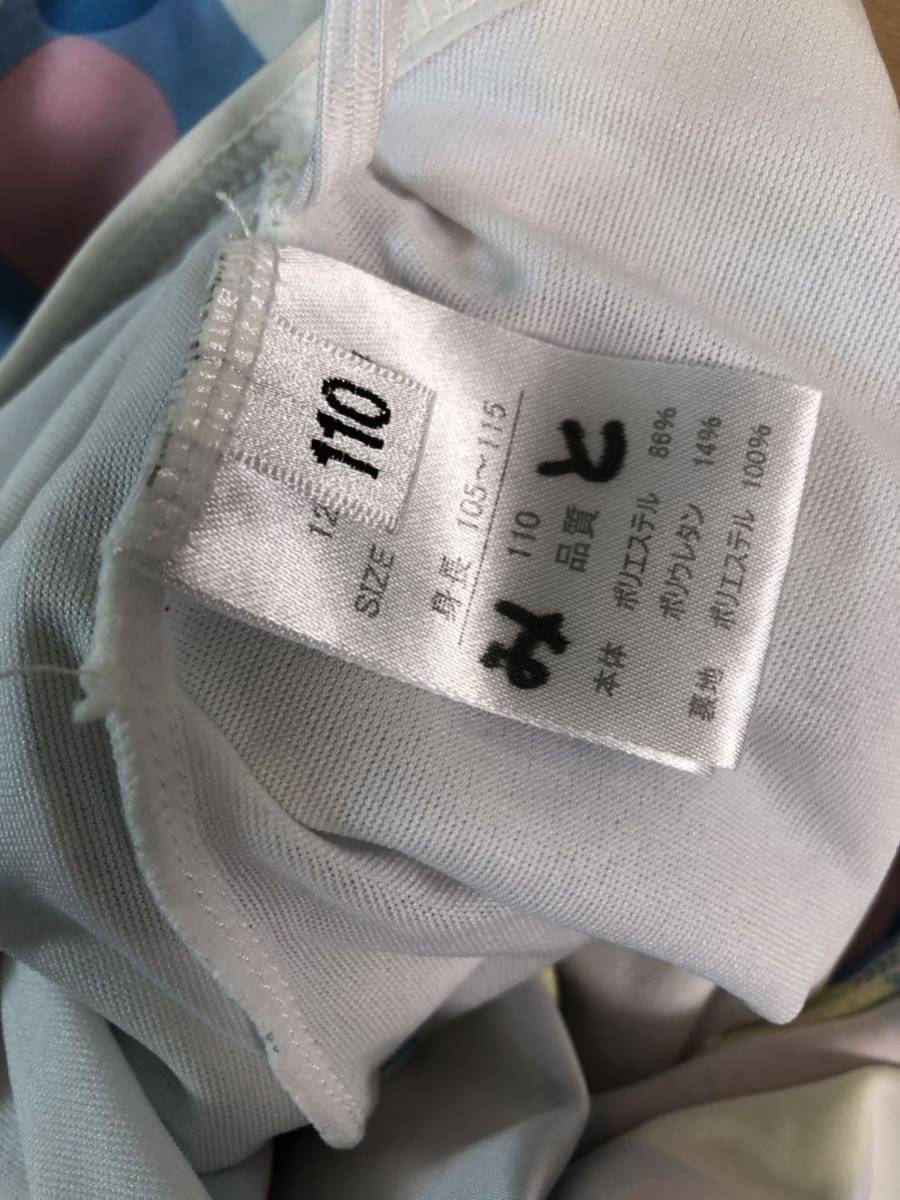 110
12
SIZE
身長 105～115
110
と
品質
本体 ポリエステル 86%
ポリウレタン 14%
裏地 ポリエステル 100%